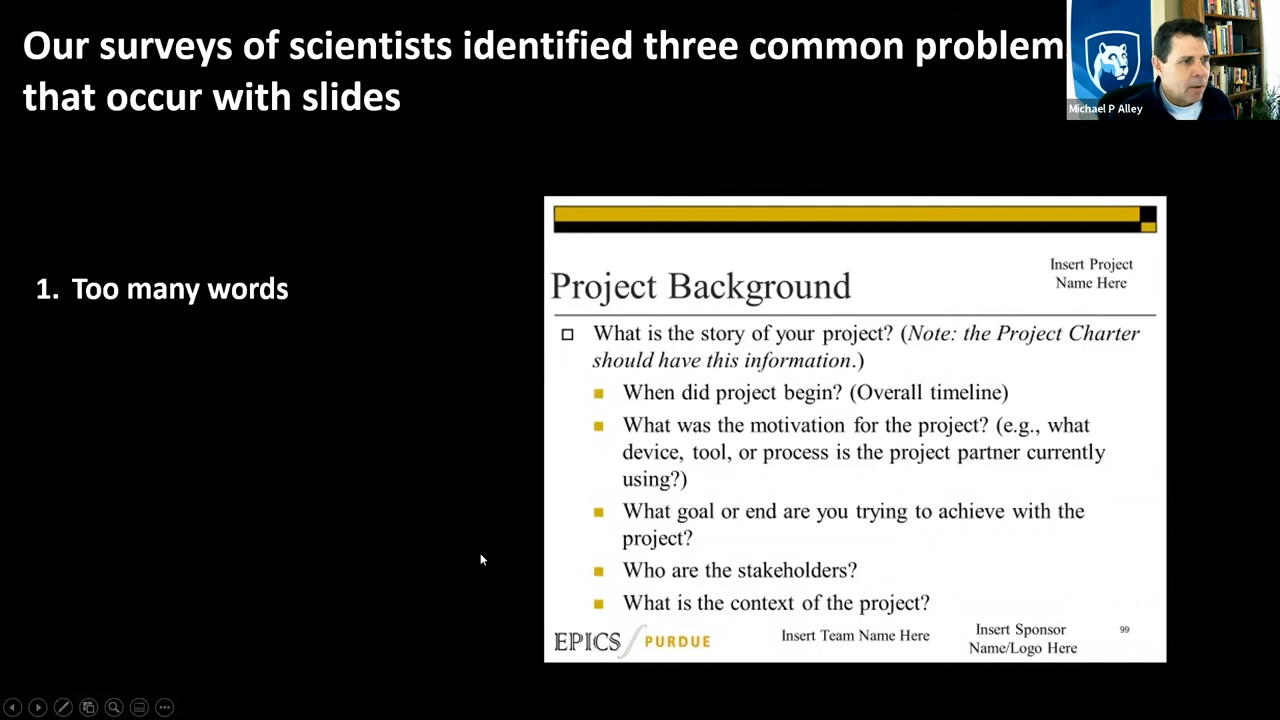 Our surveys of scientists identified three common problem
that occur with slides
Michael P Alley
1. Too many words
Insert Project
Name Here
Project Background
What is the story of your project? (Note: the Project Charter
should have this information.)
When did project begin? (Overall timeline)
What was the motivation for the project? (e.g., what
device, tool, or process is the project partner currently
using?)
What goal or end are you trying to achieve with the
project?
Who are the stakeholders?
What is the context of the project?
EPICS PURDUE
Insert Team Name Here
Insert Sponsor
Name/Logo Here
99